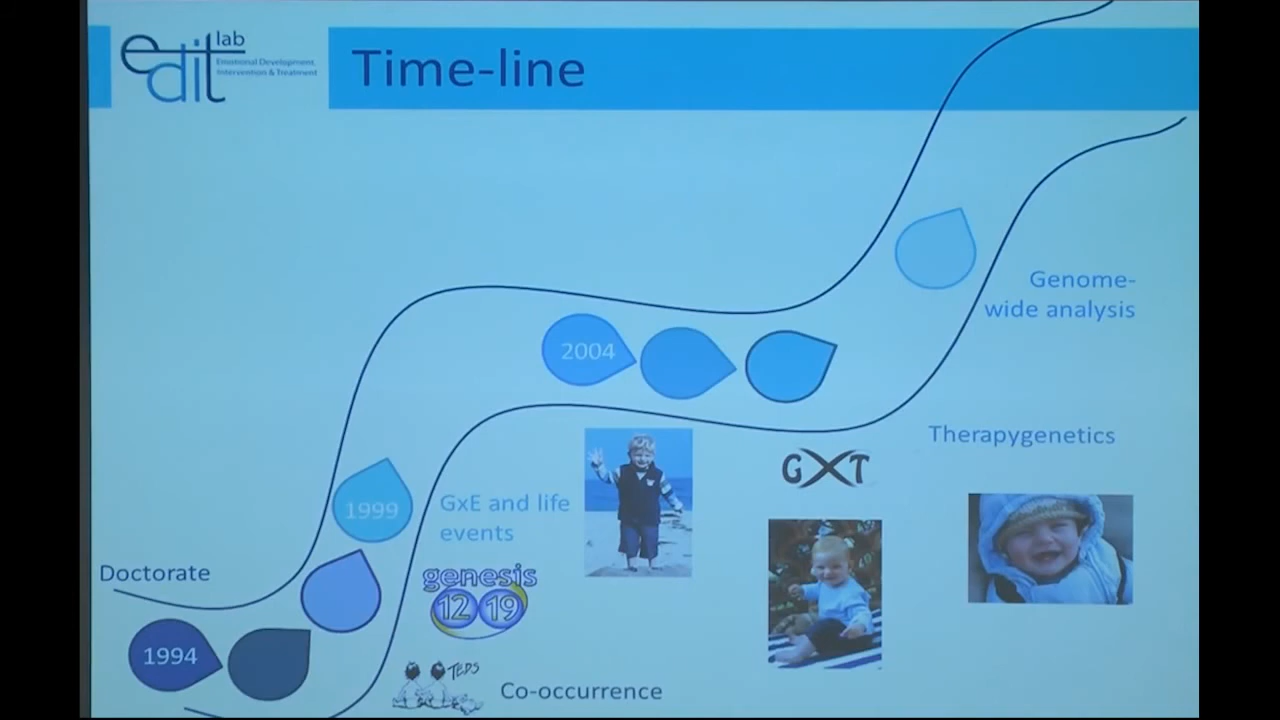 edit lab
Emotional Development,
Intervention & Treatment
Time-line
Genome-
wide analysis
2004
Therapygenetics
GXT
1999
GxE and life
events
Doctorate
genesis
12 19
1994
TEDS
Co-occurrence